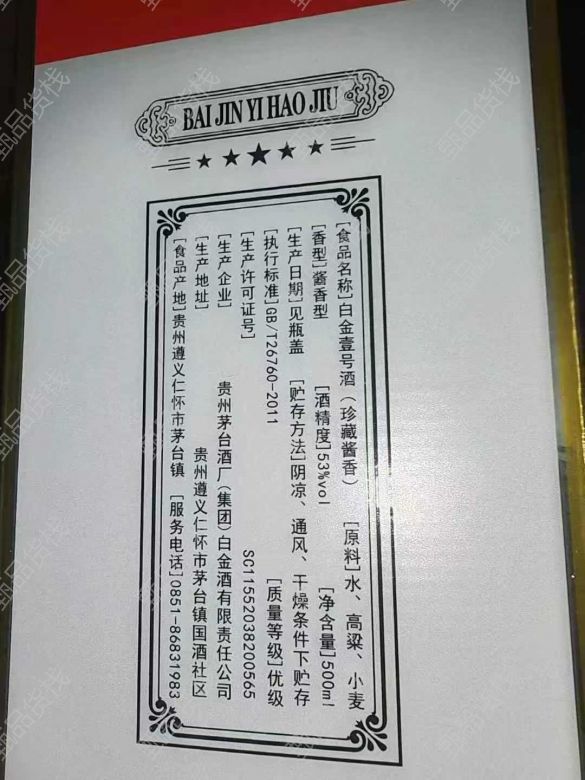 BAI JIN YI HAO JIU
[食品名称]白金壹号酒（珍藏酱香） [原料]水、高粱、小麦
[香型]酱香型 [酒精度]53%vol [净含量]500ml
[生产日期]见瓶盖 [贮存方法]阴凉、通风、干燥条件下贮存
[执行标准]GB/T26760-2011 [质量等级]优级
[生产许可证号] SC11552038200565
[生产企业] 贵州茅台酒厂(集团)白金酒有限责任公司
[生产地址] 贵州遵义仁怀市茅台镇国酒社区
[食品产地]贵州遵义仁怀市茅台镇 [服务电话]0851-86831983
甄品货栈